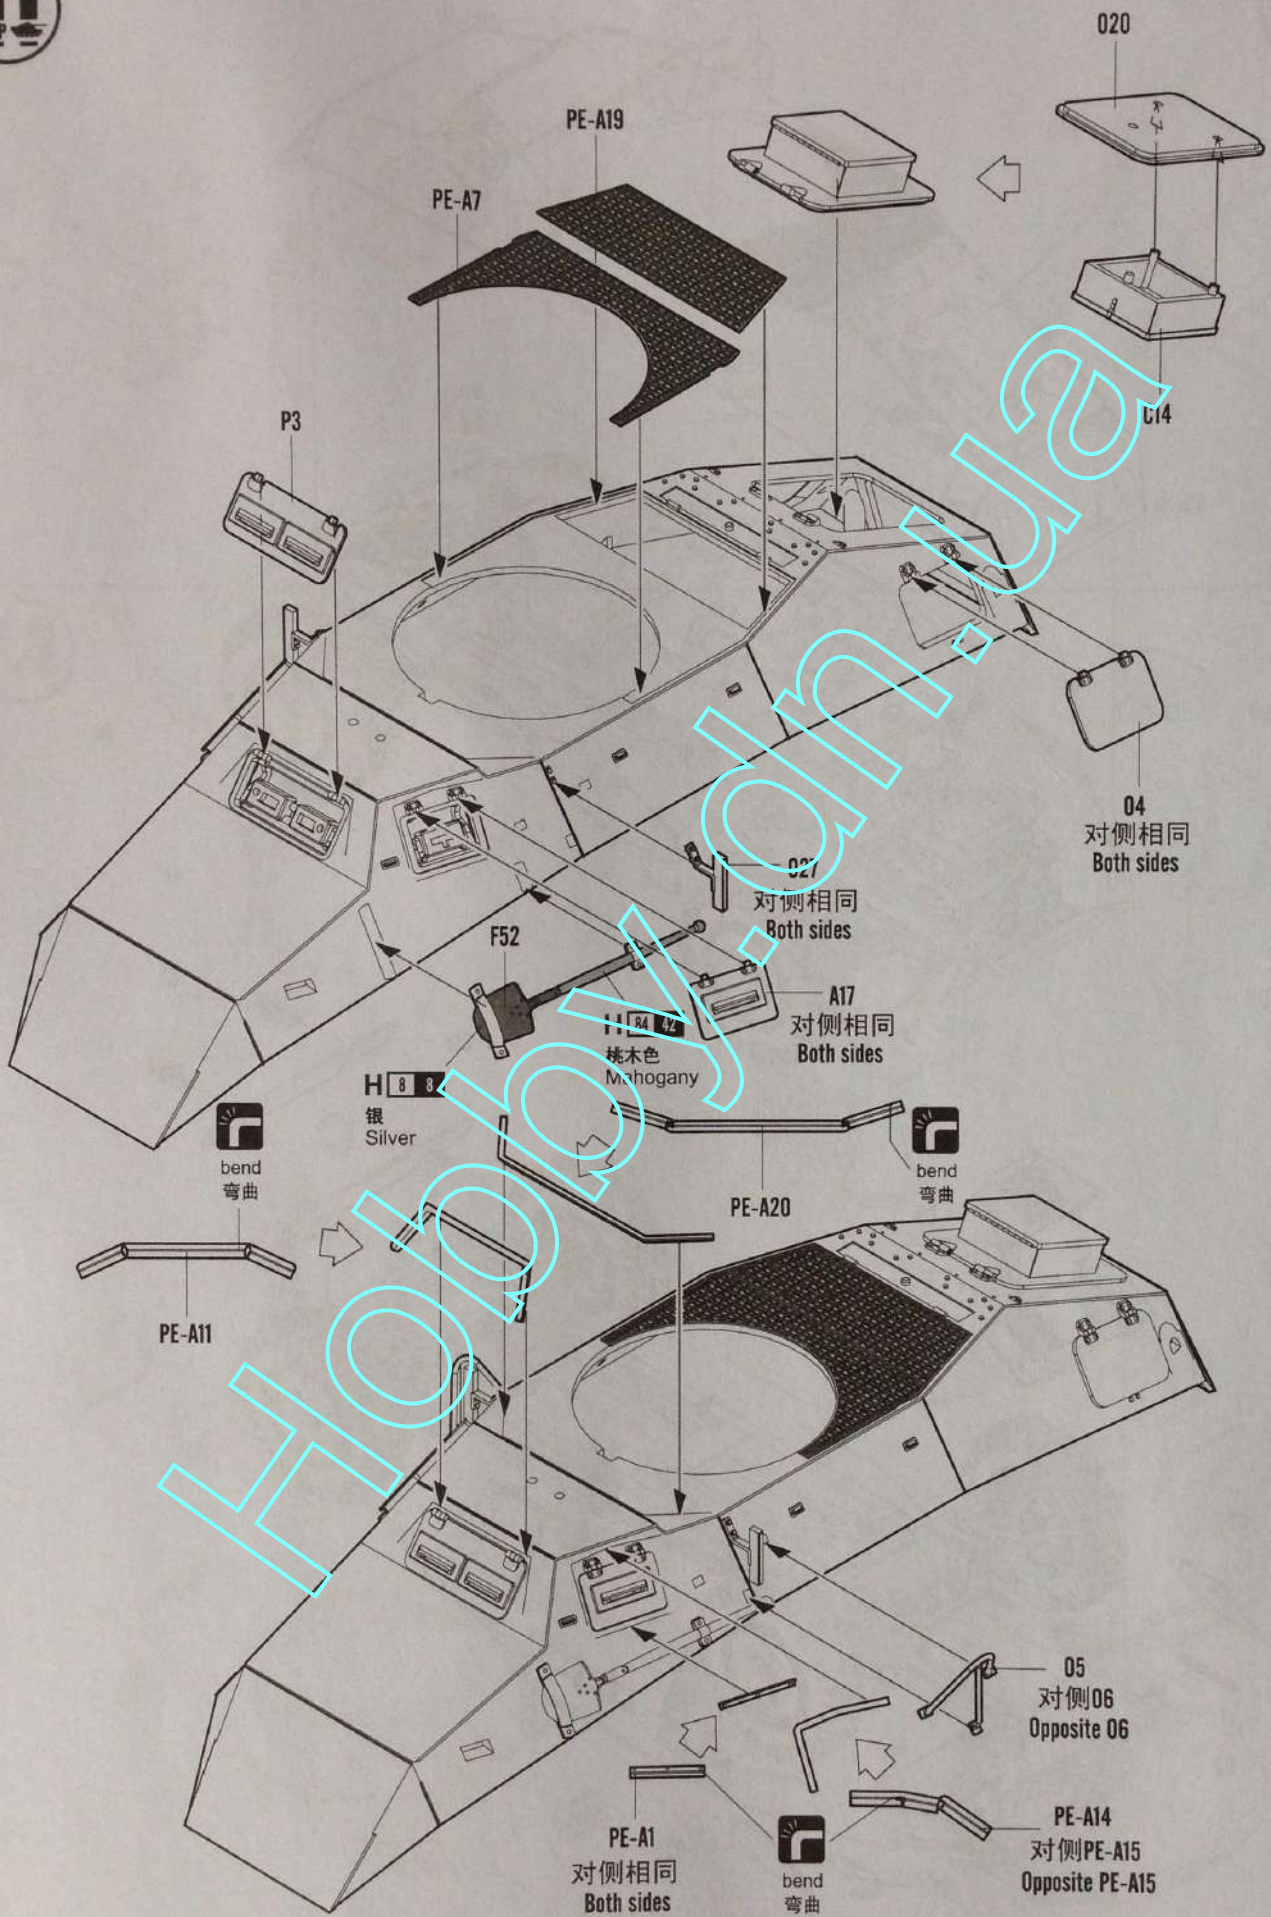 020
PE-A19
PE-A7
P3
C14
04
对侧相同
Both sides
027
对侧相同
Both sides
F52
A17
对侧相同
Both sides
H 84 42
桃木色
Mahogany
H 8 8
银
Silver
bend
弯曲
bend
弯曲
PE-A20
PE-A11
05
对侧06
Opposite 06
PE-A1
对侧相同
Both sides
bend
弯曲
PE-A14
对侧PE-A15
Opposite PE-A15
Hobby.dn.ua